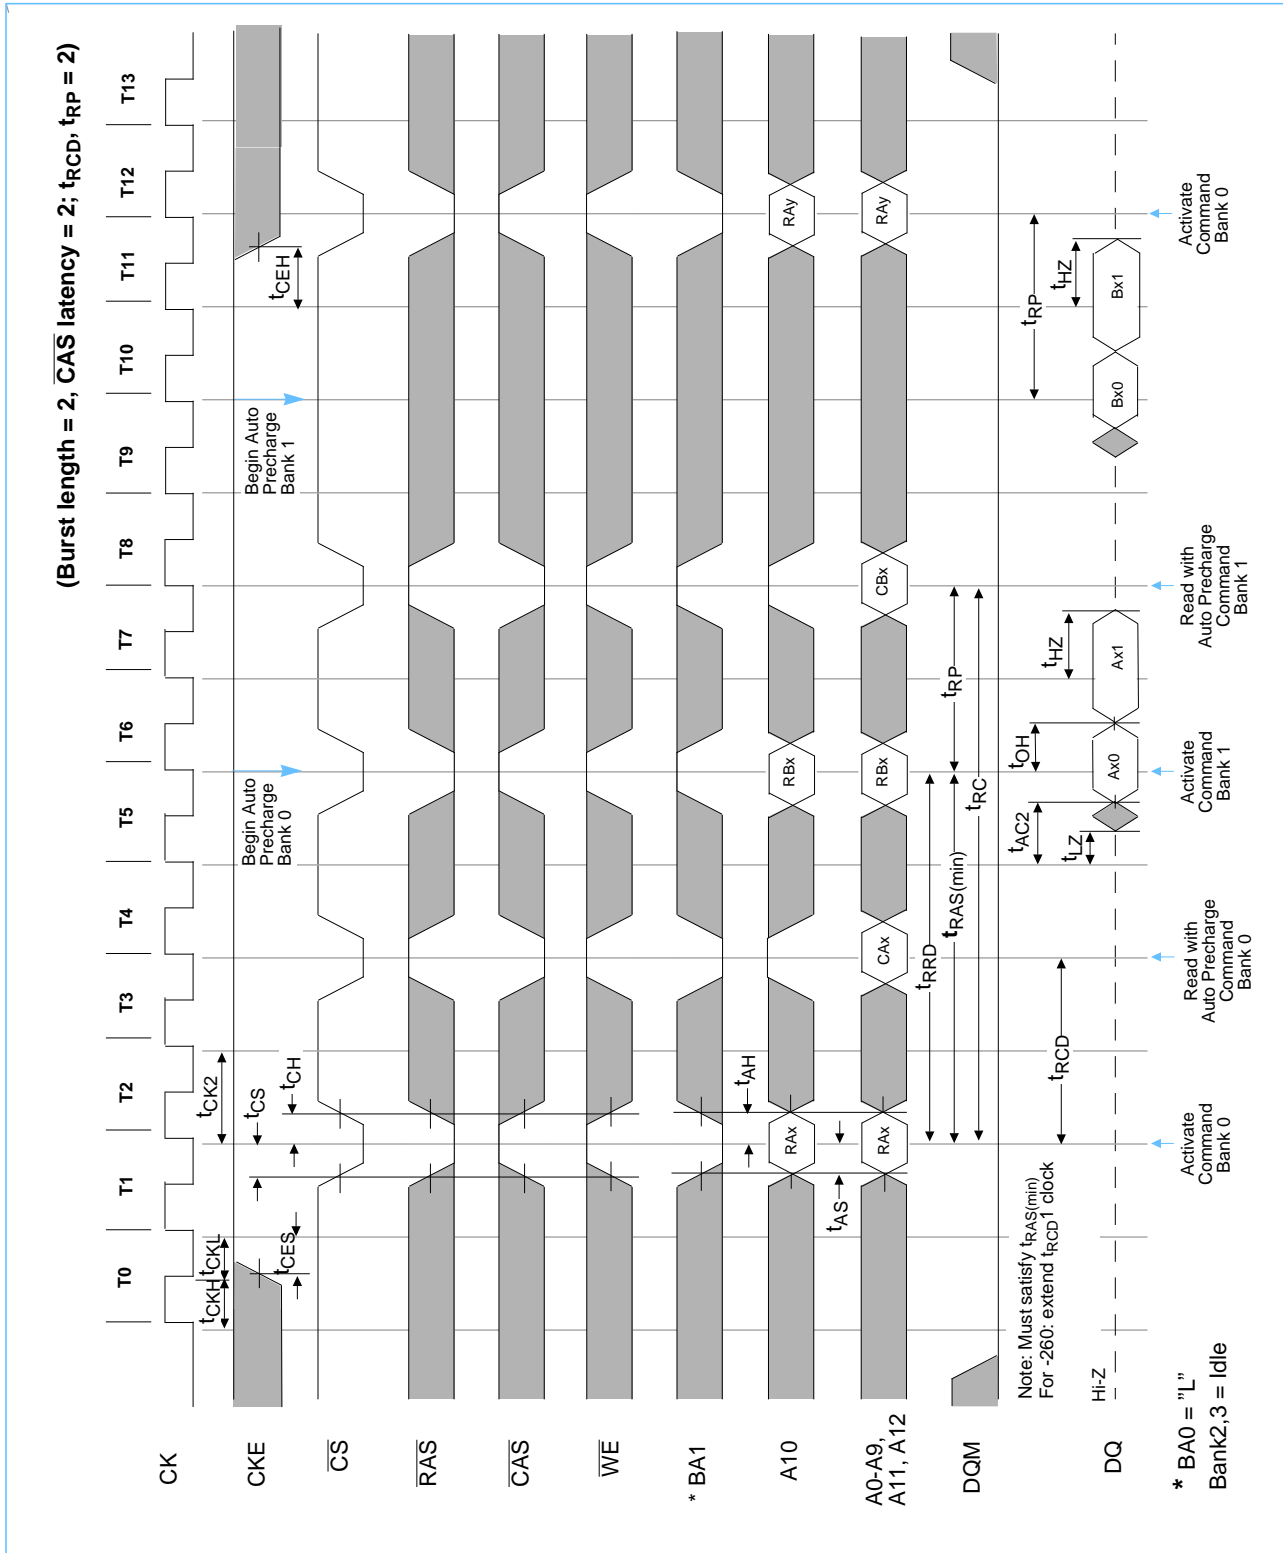 (Burst length = 2, CAS latency = 2; tRCD, tRP = 2)
T0 T1 T2 T3 T4 T5 T6 T7 T8 T9 T10 T11 T12 T13
CK
tCKH tCKL tCK2
CKE
tCES tCS tCH
Begin Auto
Precharge
Bank 0
Begin Auto
Precharge
Bank 1
tCEH
CS
RAS
CAS
WE
* BA1
A10
RAx RBx RAy
tAS tAH
A0-A9,
A11, A12
RAx CAx RBx CBx RAy
DQM
tRRD
tRAS(min)
tRP
tRC
Note: Must satisfy tRAS(min)
For -260: extend tRCD1 clock
tRCD
tAC2
tLZ
tOH
tHZ
tRP
tHZ
DQ
Hi-Z
Ax0 Ax1 Bx0 Bx1
Activate
Command
Bank 0
Read with
Auto Precharge
Command
Bank 0
Activate
Command
Bank 1
Read with
Auto Precharge
Command
Bank 1
Activate
Command
Bank 0
* BA0 = ”L”
Bank2,3 = Idle